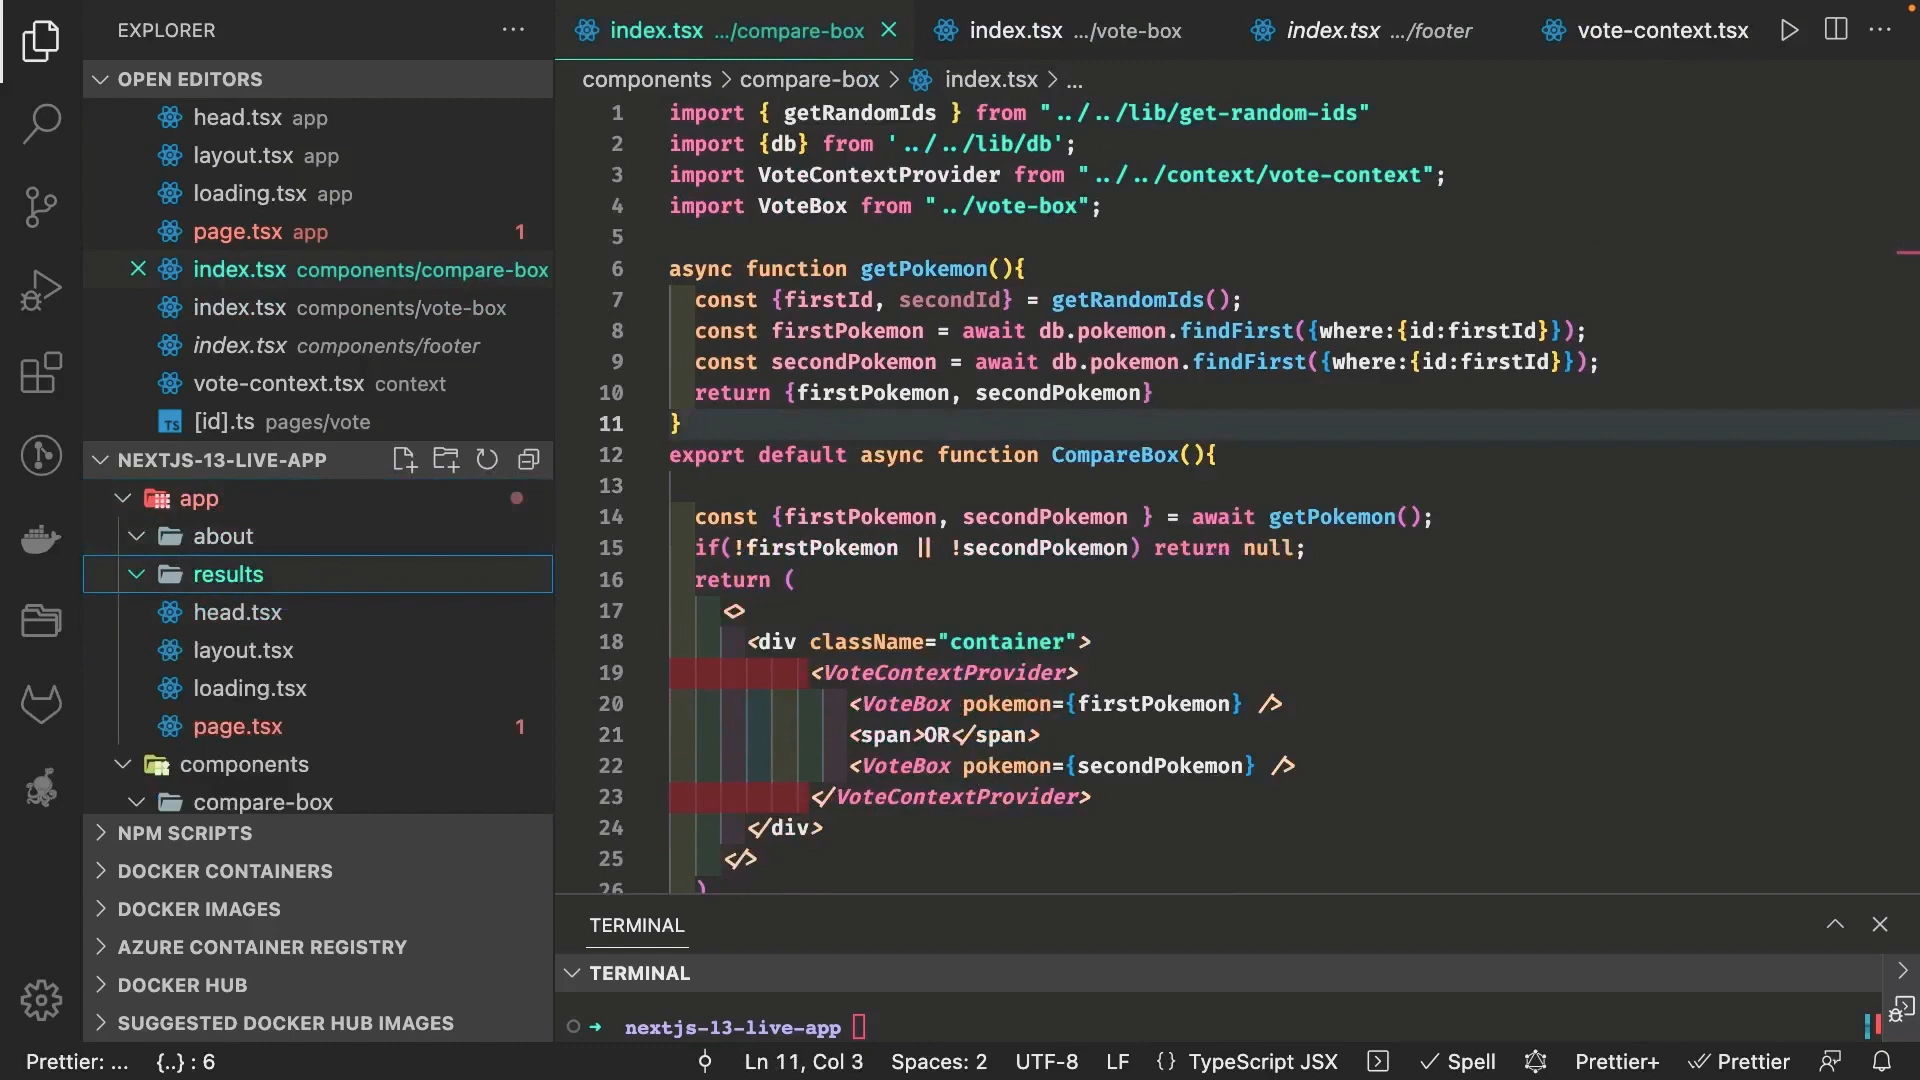 EXPLORER
OPEN EDITORS
head.tsx app
layout.tsx app
loading.tsx app
page.tsx app 1
index.tsx components/compare-box
index.tsx components/vote-box
index.tsx components/footer
vote-context.tsx context
TS [id].ts pages/vote
NEXTJS-13-LIVE-APP
app
about
results
head.tsx
layout.tsx
loading.tsx
page.tsx 1
components
compare-box
NPM SCRIPTS
DOCKER CONTAINERS
DOCKER IMAGES
AZURE CONTAINER REGISTRY
DOCKER HUB
SUGGESTED DOCKER HUB IMAGES
index.tsx .../compare-box
index.tsx .../vote-box
index.tsx .../footer
vote-context.tsx
components > compare-box > index.tsx > ...
1 import { getRandomIds } from "../../lib/get-random-ids"
2 import {db} from '../../lib/db';
3 import VoteContextProvider from "../../context/vote-context";
4 import VoteBox from "../vote-box";
5
6 async function getPokemon(){
7 const {firstId, secondId} = getRandomIds();
8 const firstPokemon = await db.pokemon.findFirst({where:{id:firstId}});
9 const secondPokemon = await db.pokemon.findFirst({where:{id:firstId}});
10 return {firstPokemon, secondPokemon}
11 }
12 export default async function CompareBox(){
13
14 const {firstPokemon, secondPokemon } = await getPokemon();
15 if(!firstPokemon || !secondPokemon) return null;
16 return (
17 <>
18 <div className="container">
19 <VoteContextProvider>
20 <VoteBox pokemon={firstPokemon} />
21 <span>OR</span>
22 <VoteBox pokemon={secondPokemon} />
23 </VoteContextProvider>
24 </div>
25 </>
26 )
TERMINAL
TERMINAL
nextjs-13-live-app
Prettier: ... {..} : 6 Ln 11, Col 3 Spaces: 2 UTF-8 LF {} TypeScript JSX Spell Prettier+ Prettier